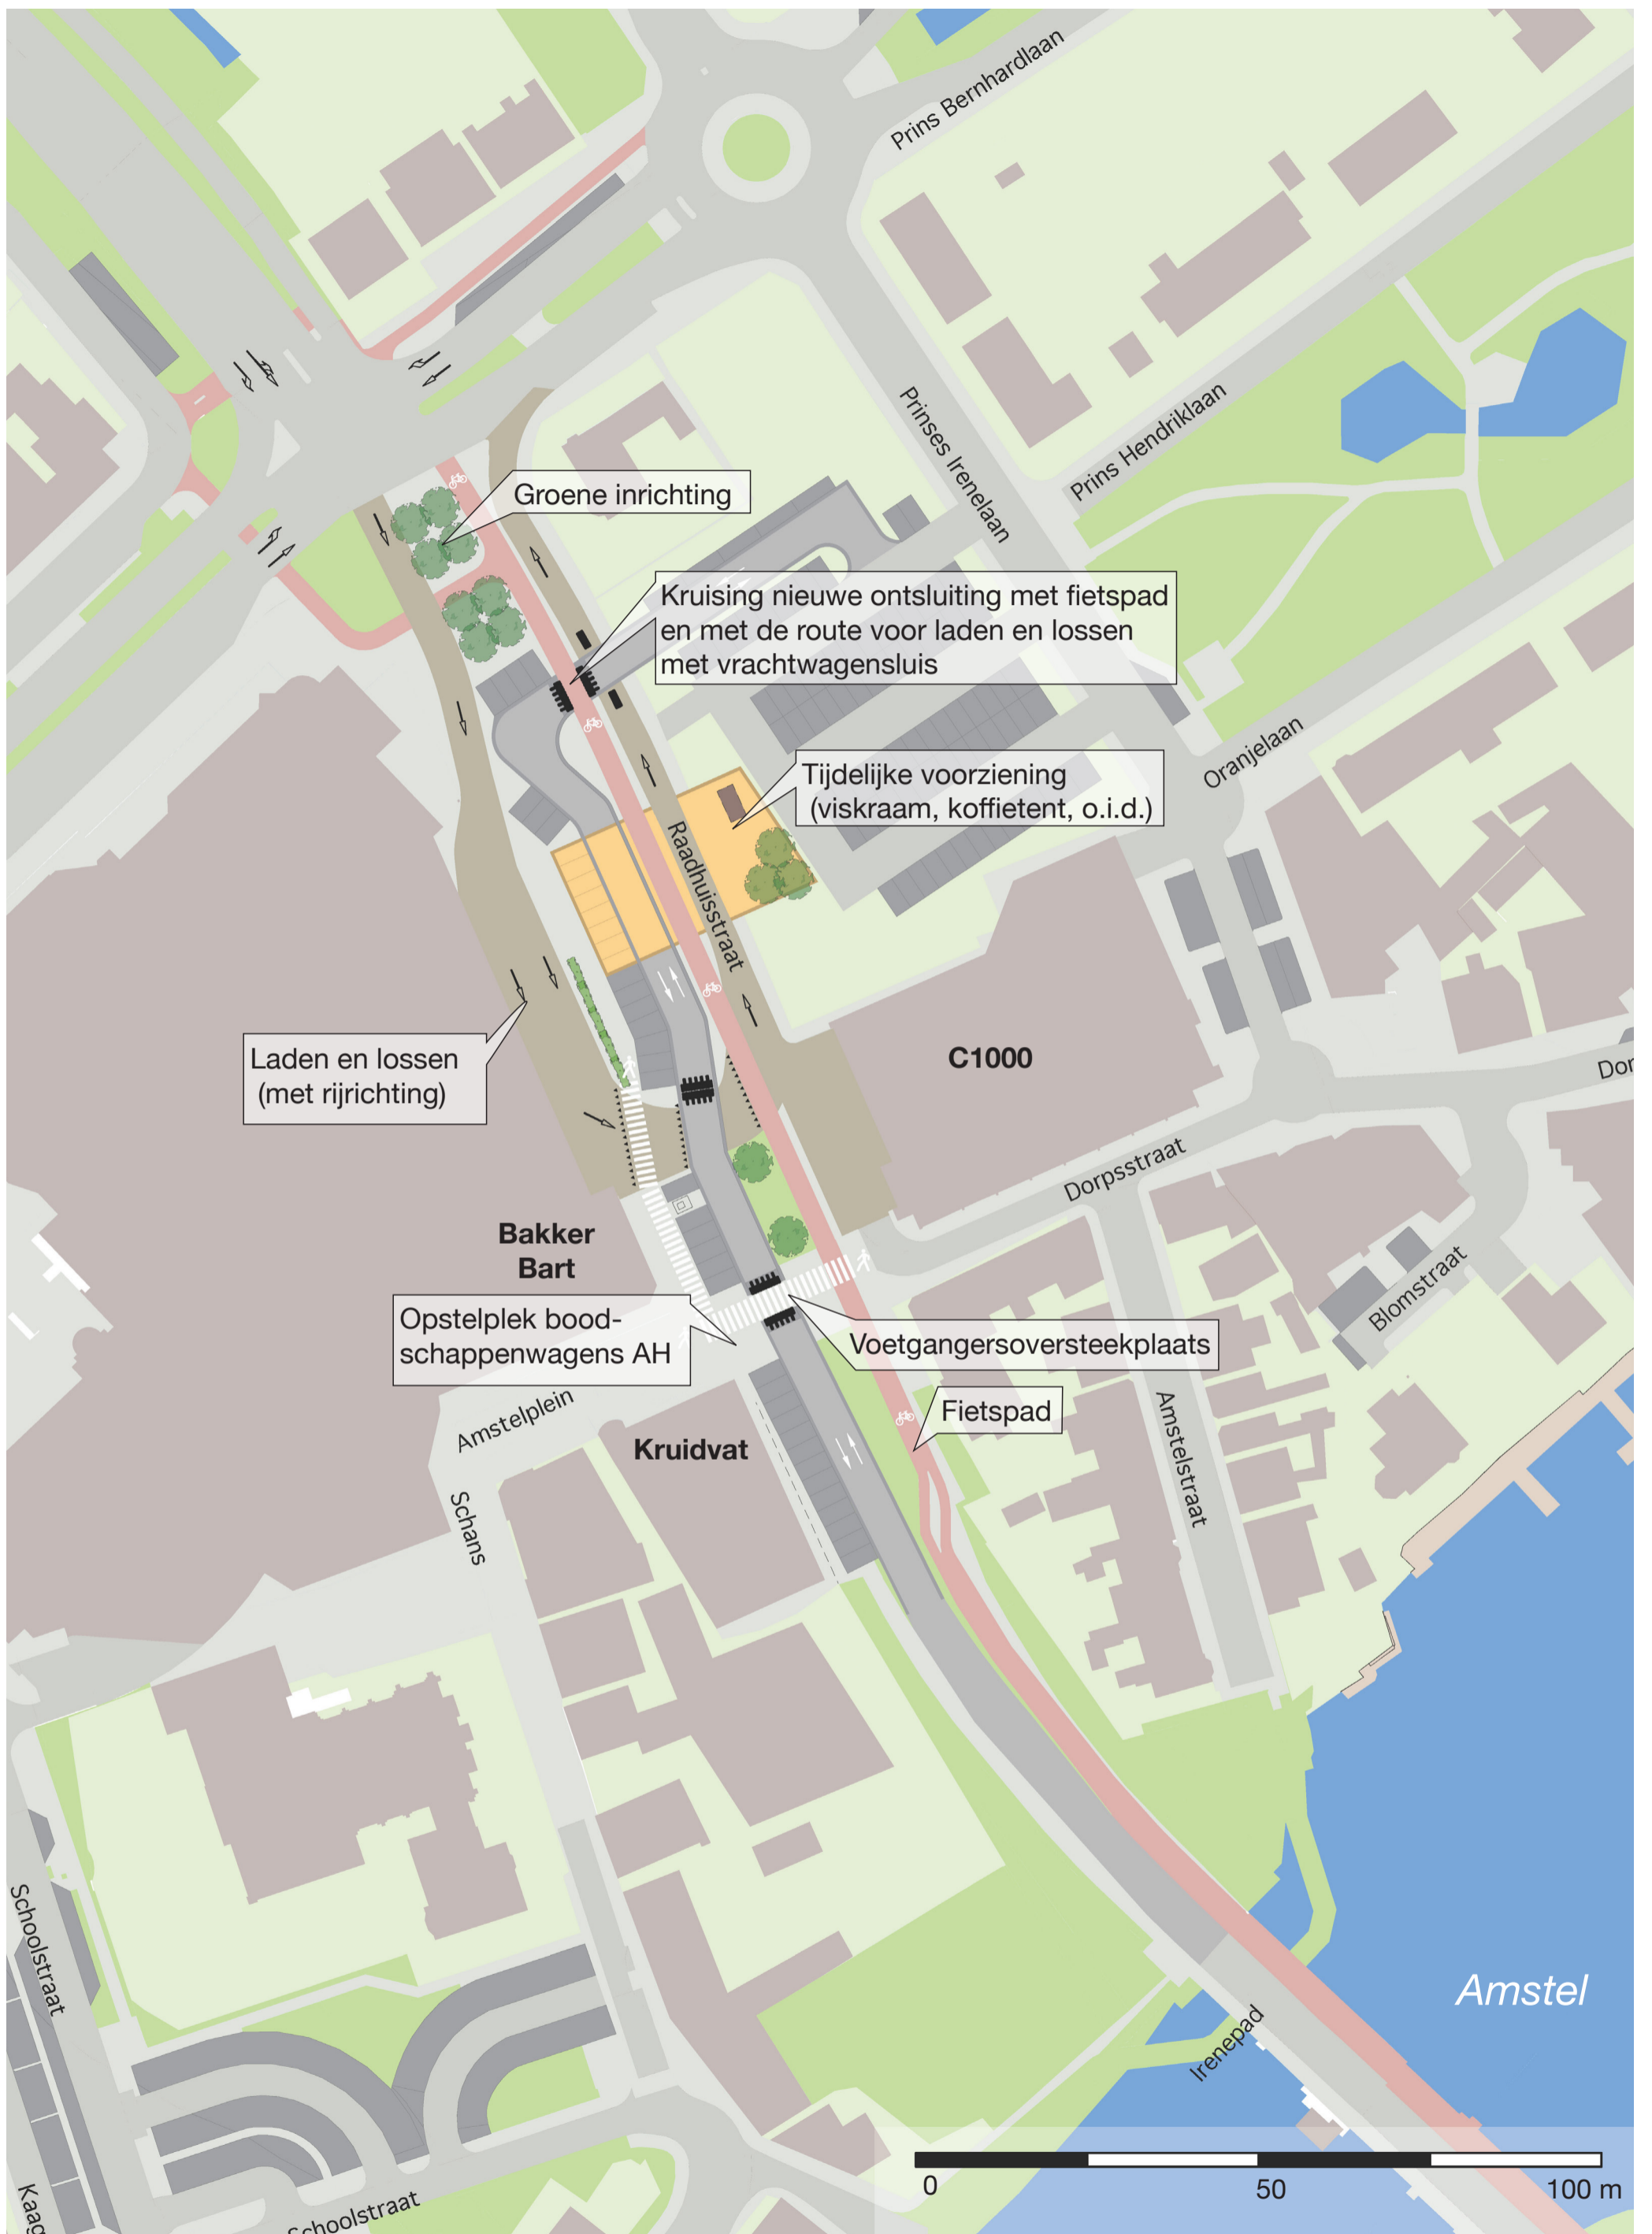 Prins Bernhardlaan
Prinses Irenelaan
Prins Hendriklaan
Groene inrichting
Kruising nieuwe ontsluiting met fietspad
en met de route voor laden en lossen
met vrachtwagensluis
Oranjelaan
Tijdelijke voorziening
(viskraam, koffietent, o.i.d.)
Raadhuisstraat
Laden en lossen
(met rijrichting)
C1000
Dor
Dorpsstraat
Bakker
Bart
Blomstraat
Opstelplek bood-
schappenwagens AH
Voetgangersoversteekplaats
Fietspad
Amstelplein
Kruidvat
Amstelstraat
Schans
Schoolstraat
Amstel
Irenepad
Kaag
Schoolstraat
0 50 100 m